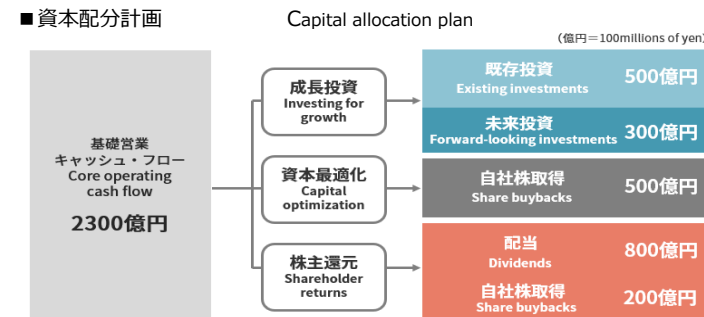 ■資本配分計画
Capital allocation plan
(億円＝100millions of yen)
基礎営業
キャッシュ・フロー
Core operating
cash flow
2300億円
成長投資
Investing for
growth
既存投資
Existing investments
500億円
未来投資
Forward-looking investments
300億円
資本最適化
Capital
optimization
自社株取得
Share buybacks
500億円
株主還元
Shareholder
returns
配当
Dividends
800億円
自社株取得
Share buybacks
200億円